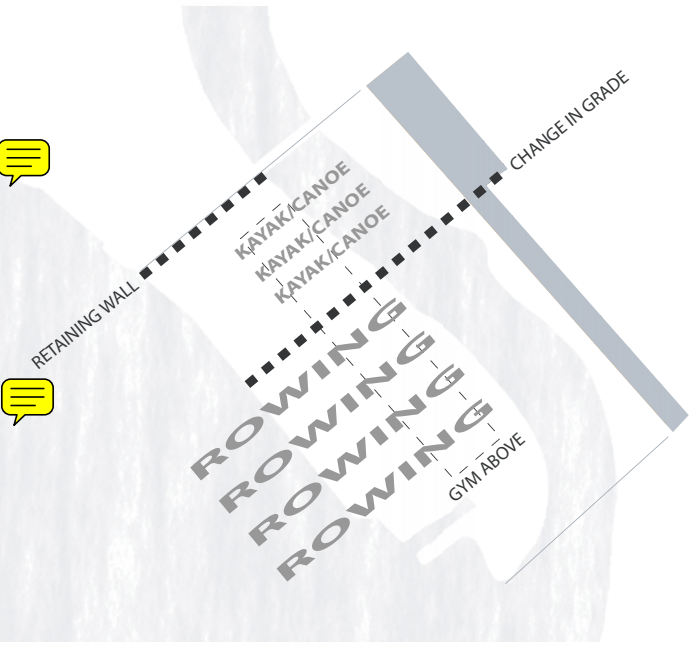 CHANGE IN GRADE
KAYAK/CANOE
KAYAK/CANOE
KAYAK/CANOE
RETAINING WALL
ROWING
ROWING
ROWING
ROWING
GYM ABOVE